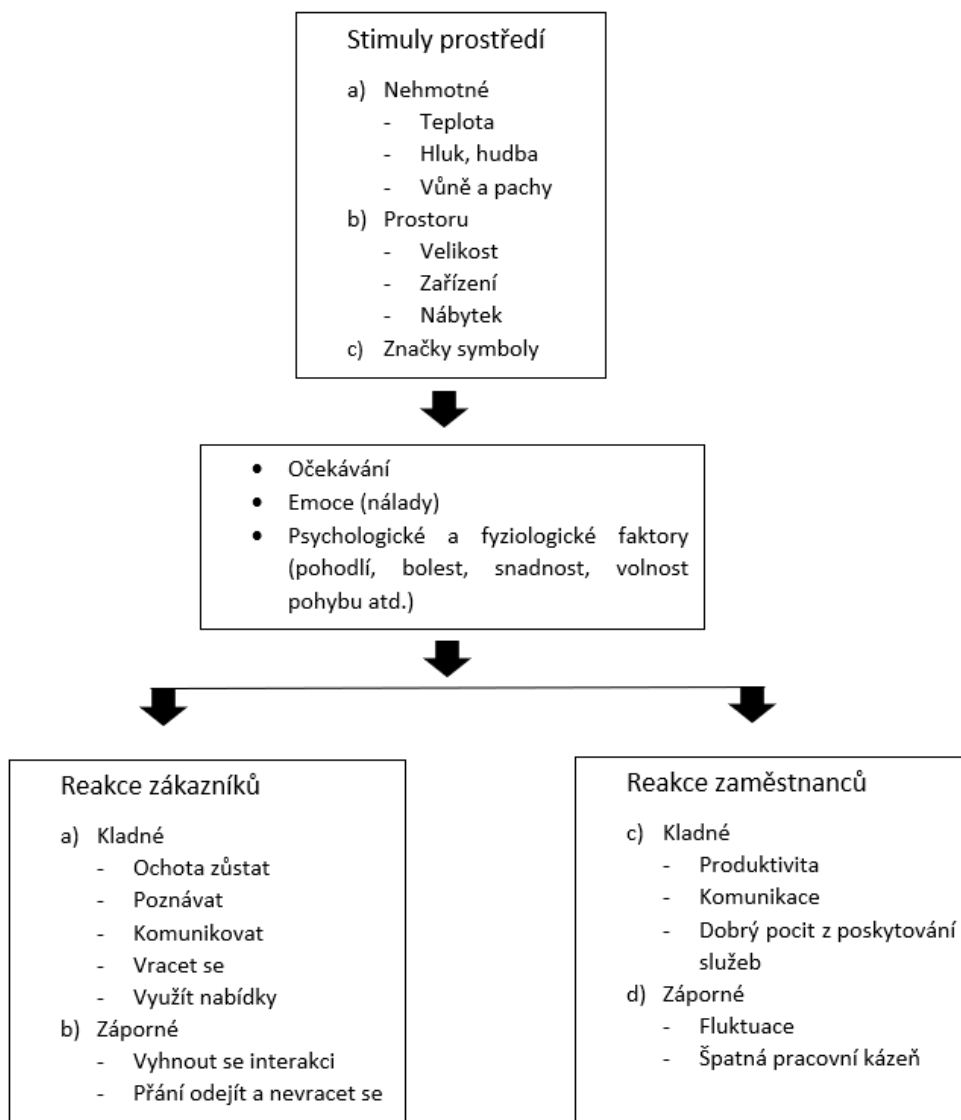 Stimuly prostředí
a) Nehmotné
- Teplota
- Hluk, hudba
- Vůně a pachy
b) Prostoru
- Velikost
- Zařízení
- Nábytek
c) Značky symboly
• Očekávání
• Emoce (nálady)
• Psychologické a fyziologické faktory
(pohodlí, bolest, snadnost, volnost
pohybu atd.)
Reakce zákazníků
a) Kladné
- Ochota zůstat
- Poznávat
- Komunikovat
- Vracet se
- Využít nabídky
b) Záporné
- Vyhnout se interakci
- Přání odejít a nevracet se
Reakce zaměstnanců
c) Kladné
- Produktivita
- Komunikace
- Dobrý pocit z poskytování
služeb
d) Záporné
- Fluktuace
- Špatná pracovní kázeň